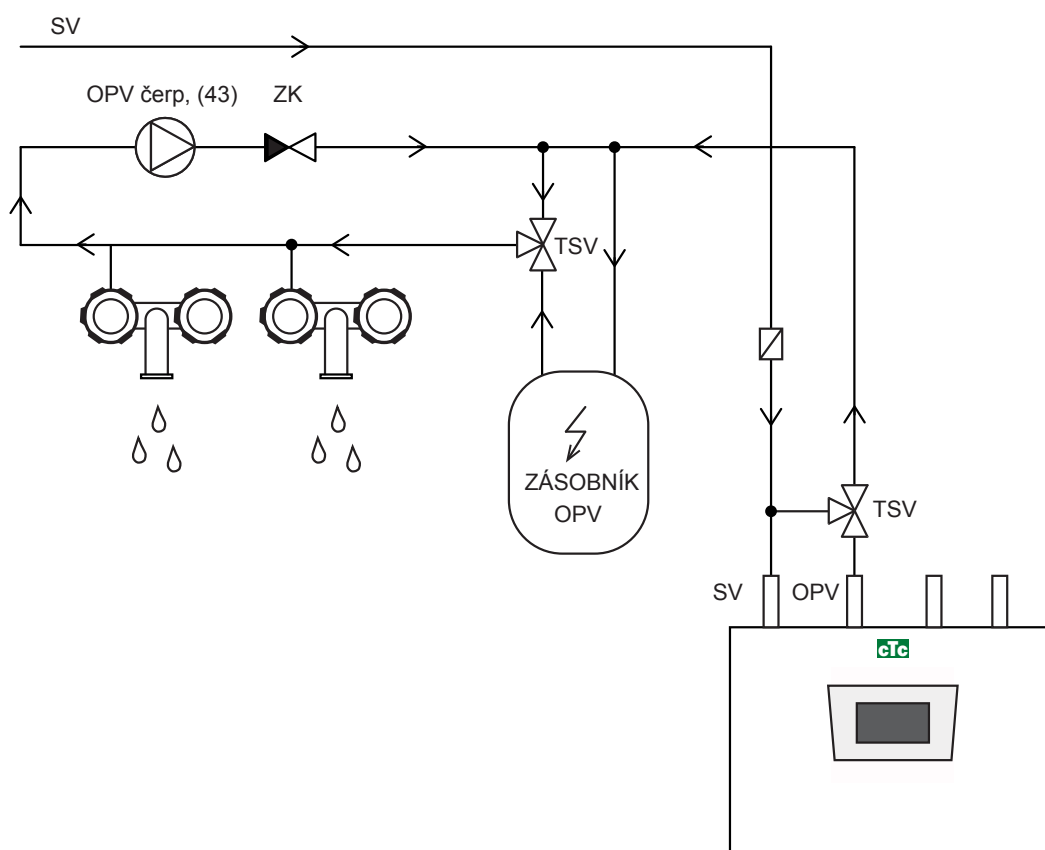 SV
OPV čerp, (43) ZK
TSV
ZÁSOBNÍK
OPV
TSV
SV OPV
cTc